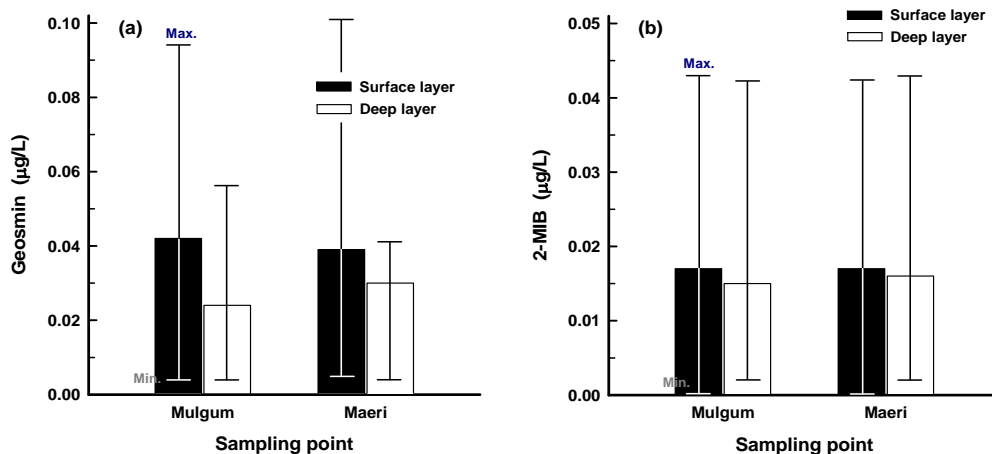 (a)
Max.
Surface layer
Deep layer
Min.
0.10
0.08
0.06
0.04
0.02
0.00
Geosmin (µg/L)
Mulgum
Maeri
Sampling point
(b)
Surface layer
Deep layer
Max.
Min.
0.05
0.04
0.03
0.02
0.01
0.00
2-MIB (µg/L)
Mulgum
Maeri
Sampling point